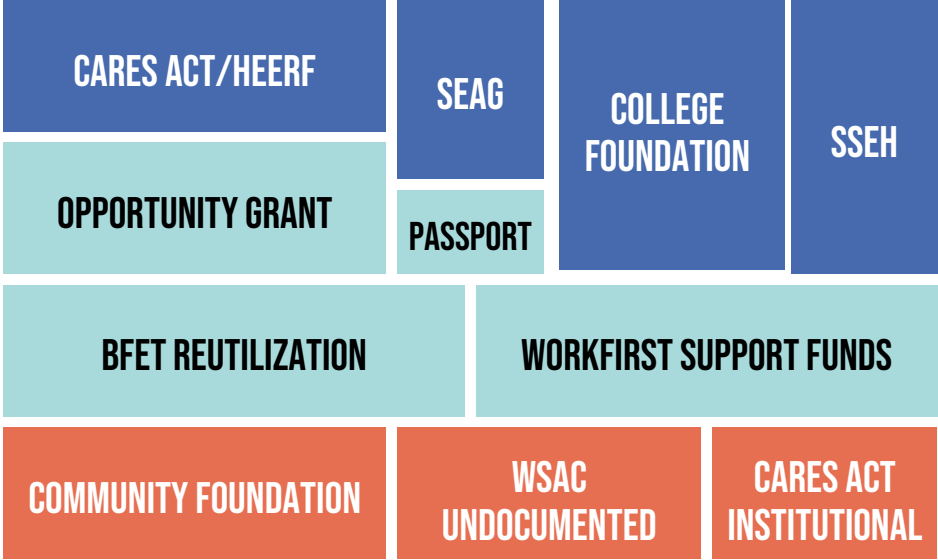 CARES ACT/HEERF
SEAG
COLLEGE
FOUNDATION
SSEH
OPPORTUNITY GRANT
PASSPORT
BFET REUTILIZATION
WORKFIRST SUPPORT FUNDS
COMMUNITY FOUNDATION
WSAC
UNDOCUMENTED
CARES ACT
INSTITUTIONAL